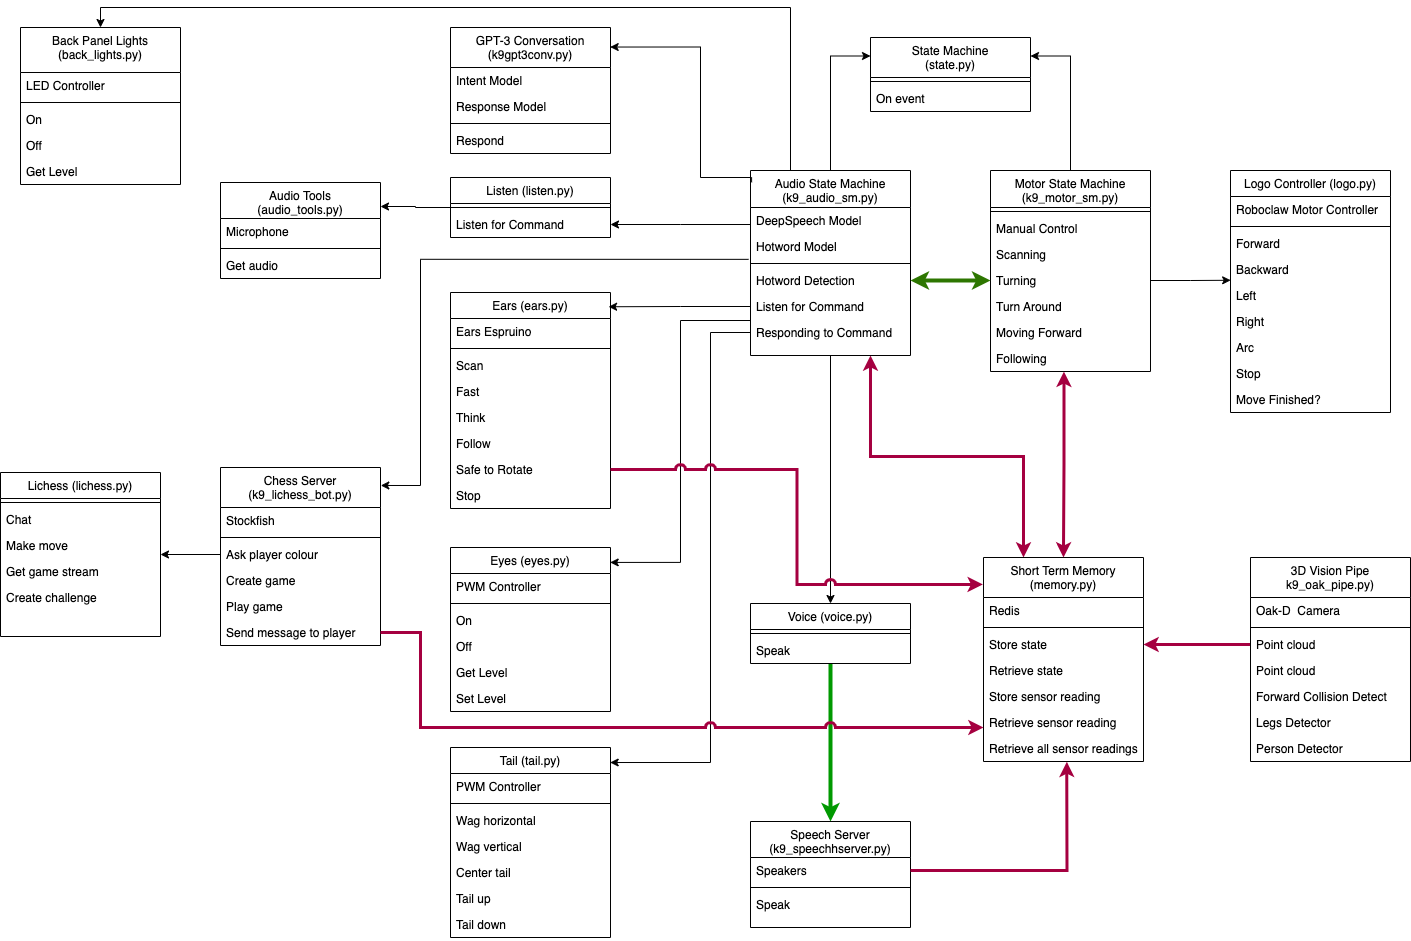 Back Panel Lights
(back_lights.py)
LED Controller
On
Off
Get Level
GPT-3 Conversation
(k9gpt3conv.py)
Intent Model
Response Model
Respond
State Machine
(state.py)
On event
Audio Tools
(audio_tools.py)
Microphone
Get audio
Listen (listen.py)
Listen for Command
Audio State Machine
(k9_audio_sm.py)
DeepSpeech Model
Hotword Model
Hotword Detection
Listen for Command
Responding to Command
Motor State Machine
(k9_motor_sm.py)
Manual Control
Scanning
Turning
Turn Around
Moving Forward
Following
Logo Controller (logo.py)
Roboclaw Motor Controller
Forward
Backward
Left
Right
Arc
Stop
Move Finished?
Ears (ears.py)
Ears Espruino
Scan
Fast
Think
Follow
Safe to Rotate
Stop
Lichess (lichess.py)
Chat
Make move
Get game stream
Create challenge
Chess Server
(k9_lichess_bot.py)
Stockfish
Ask player colour
Create game
Play game
Send message to player
Eyes (eyes.py)
PWM Controller
On
Off
Get Level
Set Level
Voice (voice.py)
Speak
Short Term Memory
(memory.py)
Redis
Store state
Retrieve state
Store sensor reading
Retrieve sensor reading
Retrieve all sensor readings
3D Vision Pipe
k9_oak_pipe.py)
Oak-D Camera
Point cloud
Point cloud
Forward Collision Detect
Legs Detector
Person Detector
Tail (tail.py)
PWM Controller
Wag horizontal
Wag vertical
Center tail
Tail up
Tail down
Speech Server
(k9_speechhserver.py)
Speakers
Speak